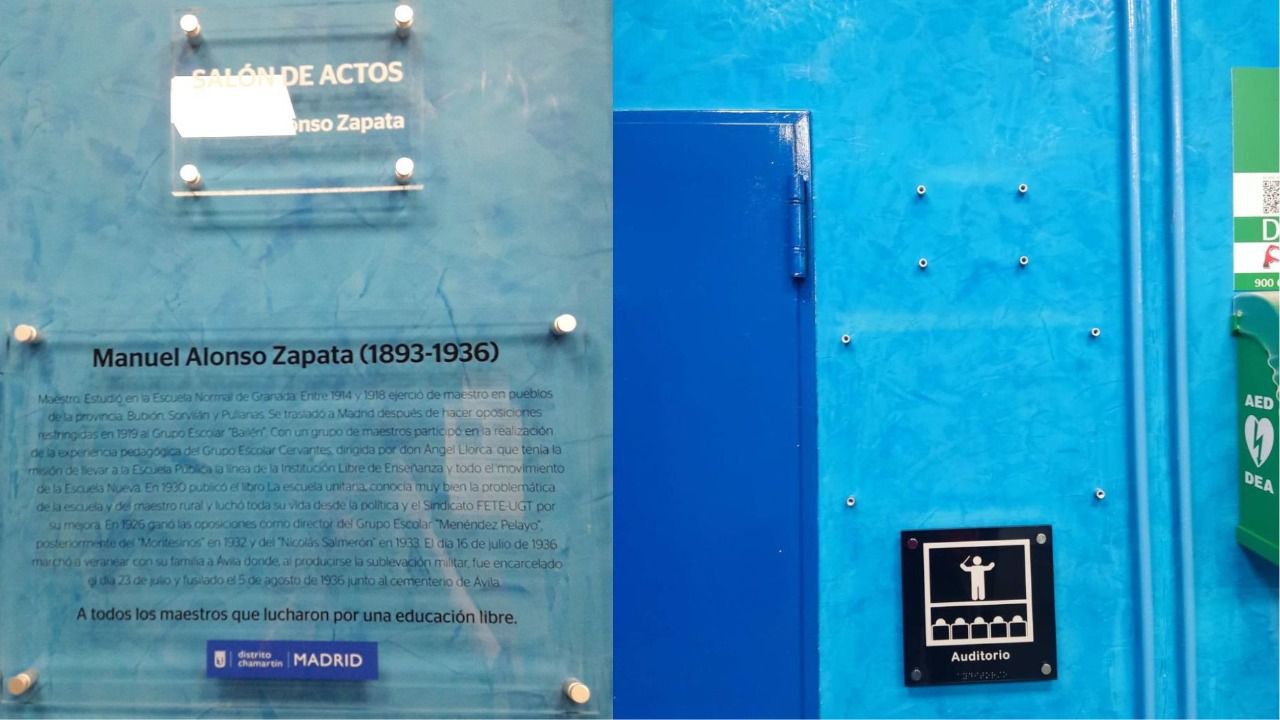 SALÓN DE ACTOS
onso Zapata
Manuel Alonso Zapata (1893-1936)
Maestro. Estudió en la Escuela Normal de Granada. Entre 1914 y 1918 ejerció de maestro en pueblos
de la provincia: Bubión, Sorvilán y Pulianas. Se trasladó a Madrid después de hacer oposiciones
restringidas en 1919 al Grupo Escolar "Bailén". Con un grupo de maestros participó en la realización
de la experiencia pedagógica del Grupo Escolar Cervantes, dirigida por don Ángel Llorca, que tenía la
misión de llevar a la Escuela Pública la línea de la Institución Libre de Enseñanza y todo el movimiento
de la Escuela Nueva. En 1930 publicó el libro La escuela unitaria, conocía muy bien la problemática
de la escuela y del maestro rural y luchó toda su vida desde la política y el Sindicato FETE-UGT por
su mejora. En 1926 ganó las oposiciones como director del Grupo Escolar "Menéndez Pelayo",
posteriormente del "Montesinos" en 1932 y del "Nicolás Salmerón" en 1933. El día 16 de julio de 1936
marchó a veranear con su familia a Ávila donde, al producirse la sublevación militar, fue encarcelado
el día 23 de julio y fusilado el 5 de agosto de 1936 junto al cementerio de Ávila.
A todos los maestros que lucharon por una educación libre.
distrito
chamartín
MADRID
Auditorio
D
900
AED
DEA